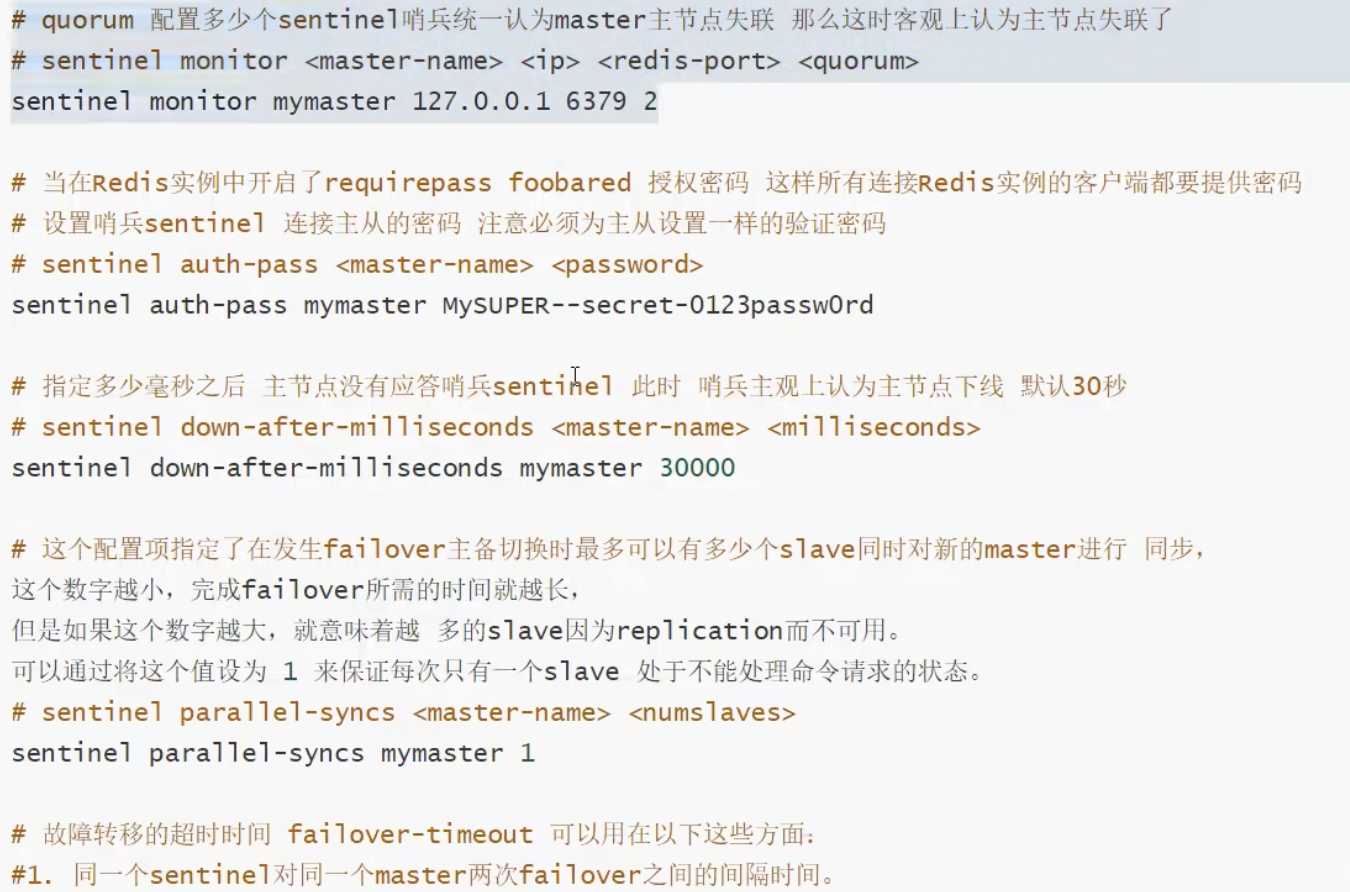 # quorum 配置多少个sentinel哨兵统一认为master主节点失联 那么这时客观上认为主节点失联了
# sentinel monitor <master-name> <ip> <redis-port> <quorum>
sentinel monitor mymaster 127.0.0.1 6379 2
# 当在Redis实例中开启了requirepass foobared 授权密码 这样所有连接Redis实例的客户端都要提供密码
# 设置哨兵sentinel 连接主从的密码 注意必须为主从设置一样的验证密码
# sentinel auth-pass <master-name> <password>
sentinel auth-pass mymaster MySUPER--secret-0123passw0rd
# 指定多少毫秒之后 主节点没有应答哨兵sentinel 此时 哨兵主观上认为主节点下线 默认30秒
# sentinel down-after-milliseconds <master-name> <milliseconds>
sentinel down-after-milliseconds mymaster 30000
# 这个配置项指定了在发生failover主备切换时最多可以有多少个slave同时对新的master进行 同步，
这个数字越小，完成failover所需的时间就越长，
但是如果这个数字越大，就意味着越 多的slave因为replication而不可用。
可以通过将这个值设为 1 来保证每次只有一个slave 处于不能处理命令请求的状态。
# sentinel parallel-syncs <master-name> <numslaves>
sentinel parallel-syncs mymaster 1
# 故障转移的超时时间 failover-timeout 可以用在以下这些方面：
#1. 同一个sentinel对同一个master两次failover之间的间隔时间。